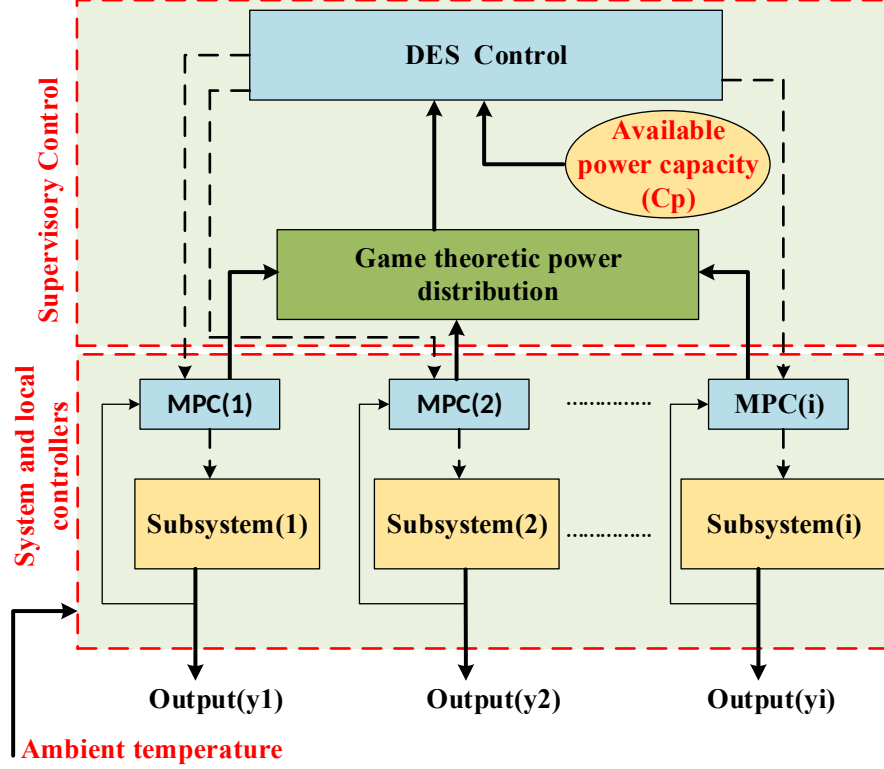 DES Control
Available
power capacity
(Cp)
Supervisory Control
Game theoretic power
distribution
System and local
controllers
MPC(1)
MPC(2)
...............
MPC(i)
Subsystem(1)
Subsystem(2)
...............
Subsystem(i)
Output(y1)
Output(y2)
Output(yi)
Ambient temperature